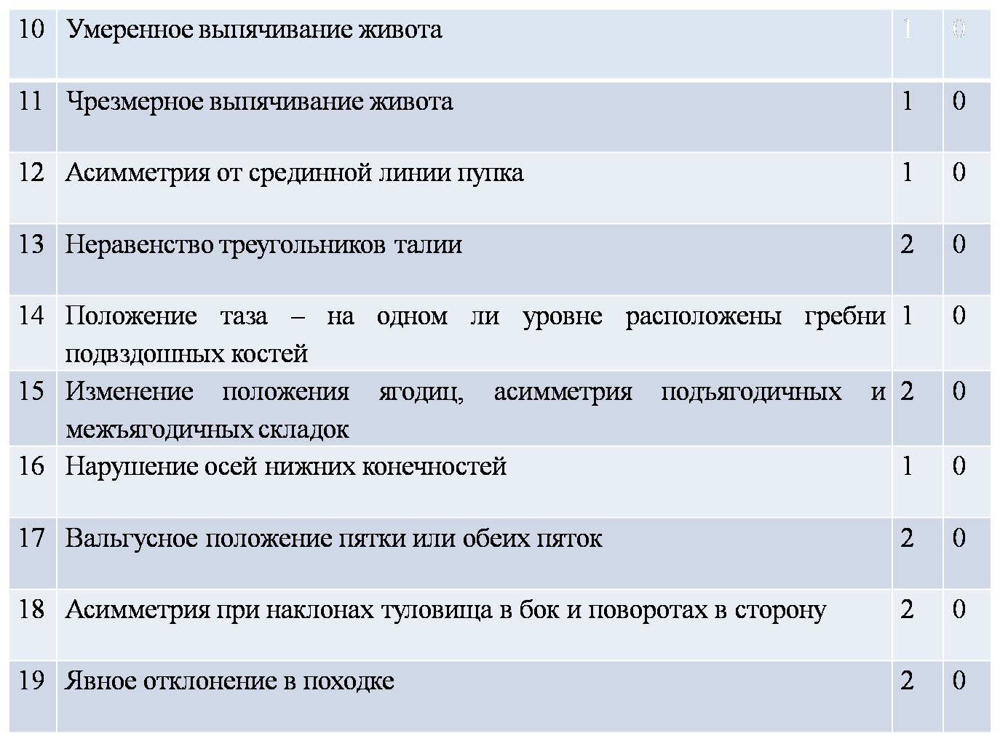 10 Умеренное выпячивание живота 1 0
11 Чрезмерное выпячивание живота 1 0
12 Асимметрия от срединной линии пупка 1 0
13 Неравенство треугольников талии 2 0
14 Положение таза – на одном ли уровне расположены гребни 1 0
подвздошных костей
15 Изменение положения ягодиц, асимметрия подъягодичных и 2 0
межъягодичных складок
16 Нарушение осей нижних конечностей 1 0
17 Вальгусное положение пятки или обеих пяток 2 0
18 Асимметрия при наклонах туловища в бок и поворотах в сторону 2 0
19 Явное отклонение в походке 2 0